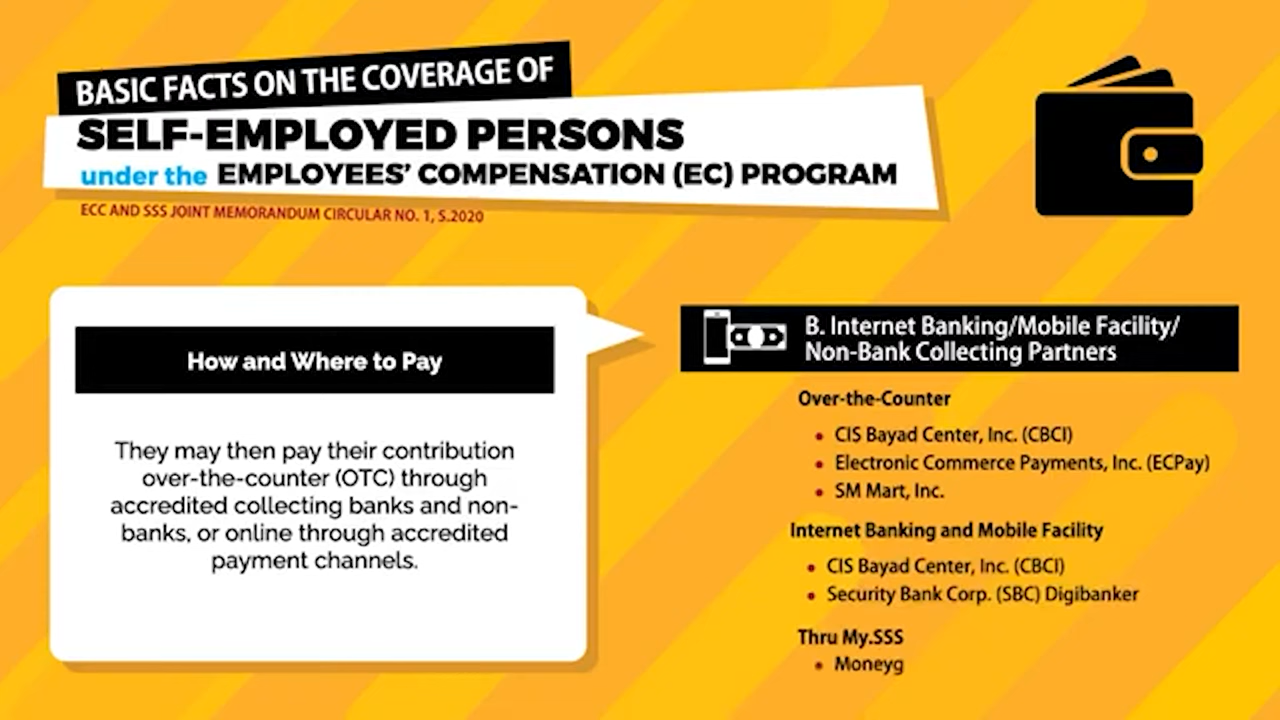 BASIC FACTS ON THE COVERAGE OF
SELF-EMPLOYED PERSONS
under the EMPLOYEES' COMPENSATION (EC) PROGRAM
ECC AND SSS JOINT MEMORANDUM CIRCULAR NO. 1, S.2020
How and Where to Pay
They may then pay their contribution
over-the-counter (OTC) through
accredited collecting banks and non-
banks, or online through accredited
payment channels.
B. Internet Banking/Mobile Facility/
Non-Bank Collecting Partners
Over-the-Counter
• CIS Bayad Center, Inc. (CBCI)
• Electronic Commerce Payments, Inc. (ECPay)
• SM Mart, Inc.
Internet Banking and Mobile Facility
• CIS Bayad Center, Inc. (CBCI)
• Security Bank Corp. (SBC) Digibanker
Thru My.SSS
• Moneyg